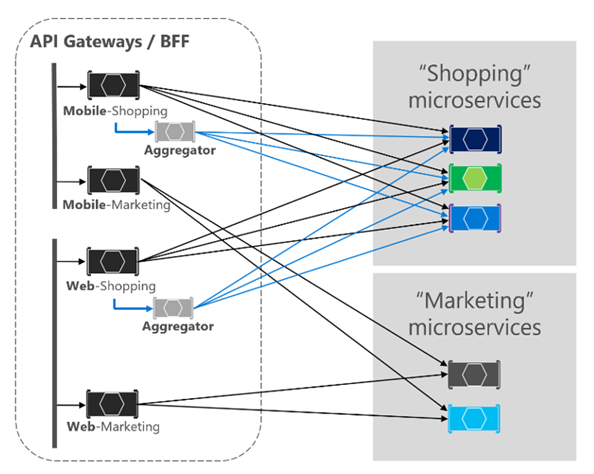 API Gateways / BFF
Mobile-Shopping
Aggregator
Mobile-Marketing
Web-Shopping
Aggregator
Web-Marketing
“Shopping”
microservices
“Marketing”
microservices